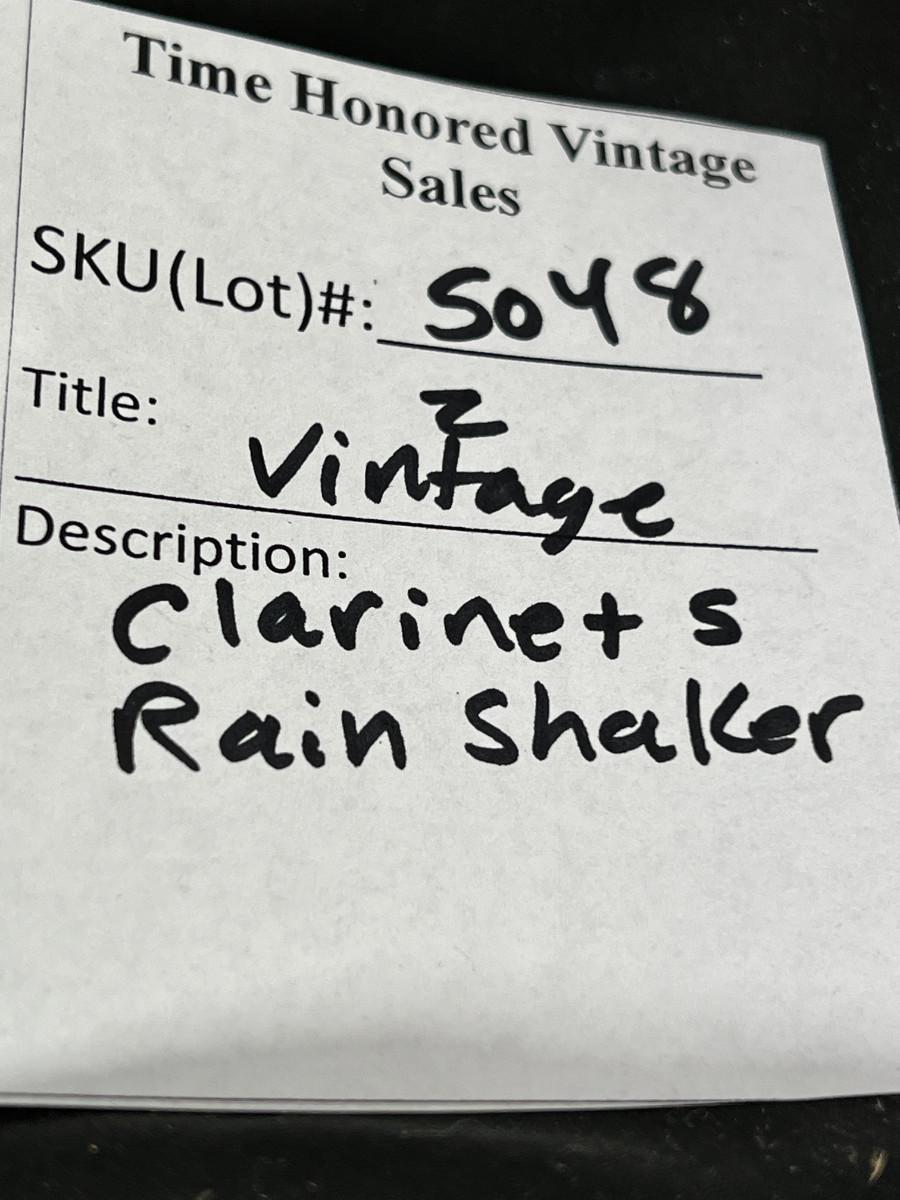 Time Honored Vintage
Sales
SKU(Lot)#: S048
Title: 2
Vintage
Description:
Clarinets
Rain Shaker